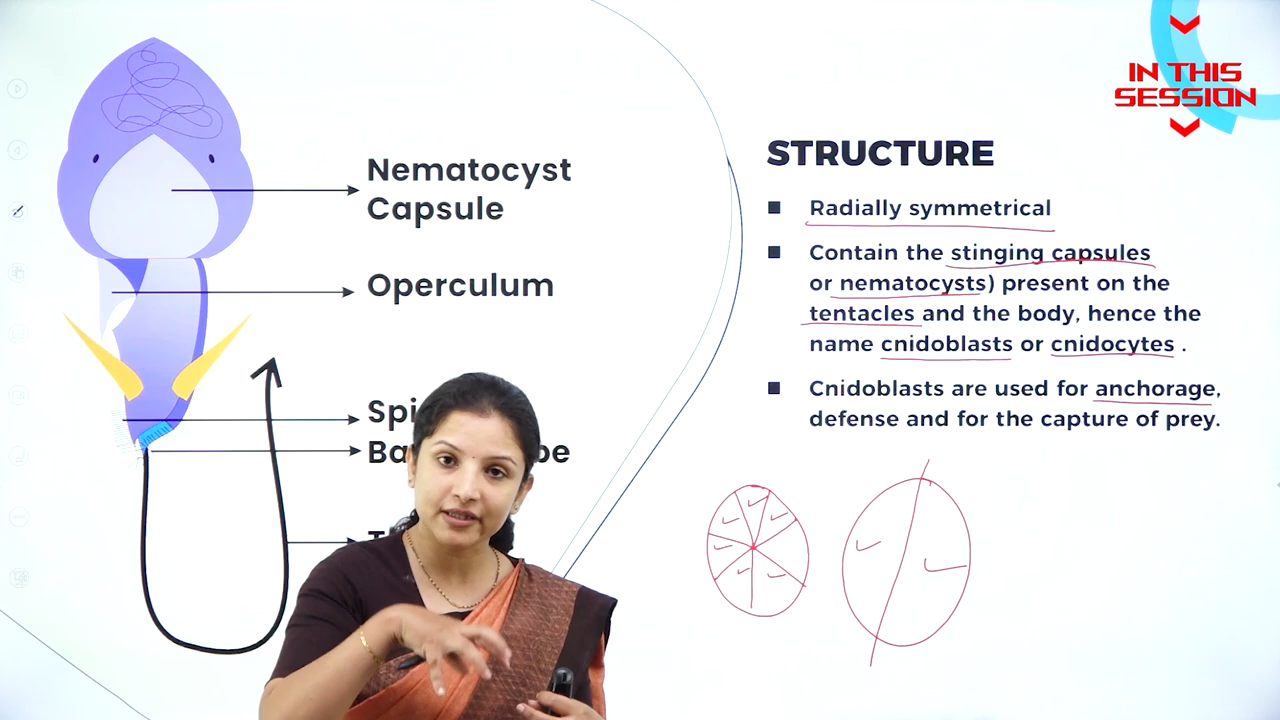 IN THIS
SESSION
Nematocyst
Capsule
Operculum
STRUCTURE
Radially symmetrical
Contain the stinging capsules
or nematocysts) present on the
tentacles and the body, hence the
name cnidoblasts or cnidocytes .
Cnidoblasts are used for anchorage,
defense and for the capture of prey.